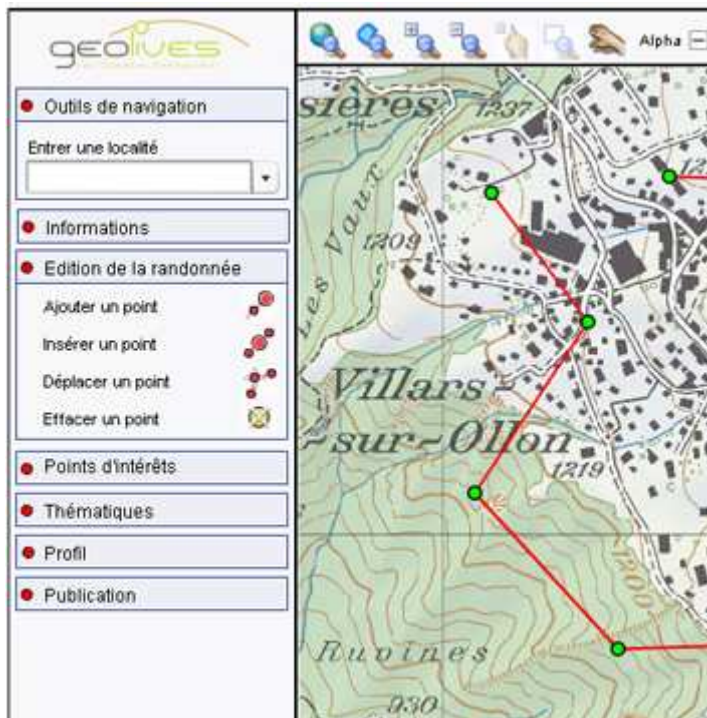 geolives
Alpha
Outils de navigation
Entrer une localité
Informations
Edition de la randonnée
Ajouter un point
Insérer un point
Déplacer un point
Effacer un point
Points d'intérêts
Thématiques
Profil
Publication
sières
1237
Les Vaux
1209
Villars-
-sur-Ollon
1219
1200
Ruvines
930